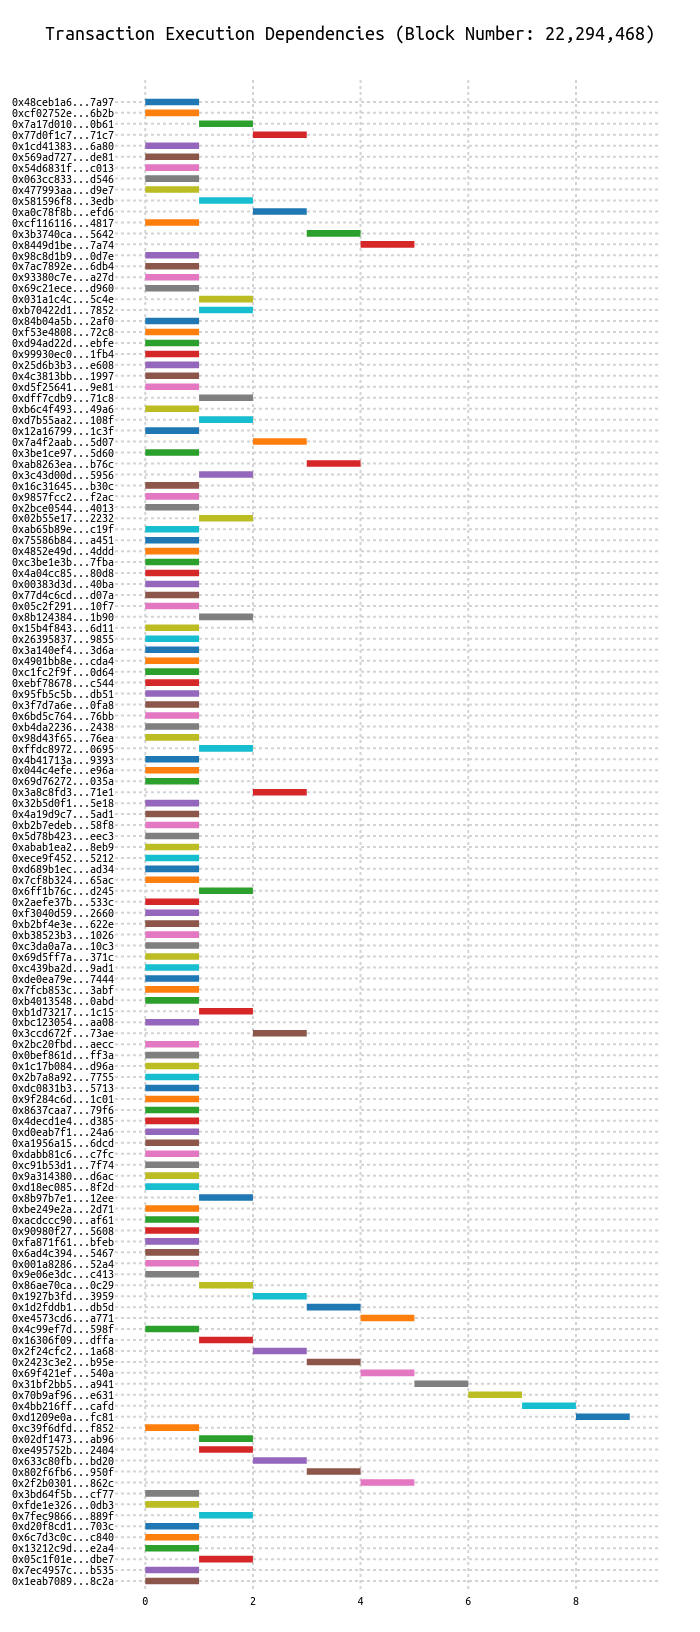 Transaction Execution Dependencies (Block Number: 22,294,468)
0x48ceb1a6...7a97
0xcf02752e...6b2b
0x7a17d010...0b61
0x77d0f1c7...71c7
0x1cd41383...6a80
0x569ad727...de81
0x54d6831f...c013
0x063cc833...d546
0x477993aa...d9e7
0x581596f8...3edb
0xa0c78f8b...efd6
0xcf116116...4817
0x3b3740ca...5642
0x8449d1be...7a74
0x98c8d1b9...0d7e
0x7ac7892e...6db4
0x93380c7e...a27d
0x69c21ece...d960
0x031a1c4c...5c4e
0xb70422d1...7852
0x84b04a5b...2af0
0xf53e4808...72c8
0xd94ad22d...ebfe
0x99930ec0...1fb4
0x25d6b3b3...e608
0x4c3813bb...1997
0xd5f25641...9e81
0xdff7cdb9...71c8
0xb6c4f493...49a6
0xd7b55aa2...108f
0x12a16799...1c3f
0x7a4f2aab...5d07
0x3be1ce97...5d60
0xab8263ea...b76c
0x3c43d00d...5956
0x16c31645...b30c
0x9857fcc2...f2ac
0x2bce0544...4013
0x02b55e17...2232
0xab65b89e...c19f
0x75586b84...a451
0x4852e49d...4ddd
0xc3be1e3b...7fba
0x4a04cc85...80d8
0x00383d3d...40ba
0x77d4c6cd...d07a
0x05c2f291...10f7
0x8b124384...1b90
0x15b4f843...6d11
0x26395837...9855
0x3a140ef4...3d6a
0x4901bb8e...cda4
0xc1fc2f9f...0d64
0xebf78678...c544
0x95fb5c5b...db51
0x3f7d7a6e...0fa8
0x6bd5c764...76bb
0xb4da2236...2438
0x98d43f65...76ea
0xffdc8972...0695
0x4b41713a...9393
0x044c4efe...e96a
0x69d76272...035a
0x3a8c8fd3...71e1
0x32b5d0f1...5e18
0x4a19d9c7...5ad1
0xb2b7edeb...58f8
0x5d78b423...eec3
0xabab1ea2...8eb9
0xece9f452...5212
0xd689b1ec...ad34
0x7cf8b324...65ac
0x6ff1b76c...d245
0x2aefe37b...533c
0xf3040d59...2660
0xb2bf4e3e...622e
0xb38523b3...1026
0xc3da0a7a...10c3
0x69d5ff7a...371c
0xc439ba2d...9ad1
0xde0ea79e...7444
0x7fcb853c...3abf
0xb4013548...0abd
0xb1d73217...1c15
0xbc123054...aa08
0x3ccd672f...73ae
0x2bc20fbd...aecc
0x0bef861d...ff3a
0x1c17b084...d96a
0x2b7a8a92...7755
0xdc0831b3...5713
0x9f284c6d...1c01
0x8637caa7...79f6
0x4decd1e4...d385
0xd0eab7f1...24a6
0xa1956a15...6dcd
0xdabb81c6...c7fc
0xc91b53d1...7f74
0x9a314380...d6ac
0xd18ec085...8f2d
0x8b97b7e1...12ee
0xbe249e2a...2d71
0xacdccc90...af61
0x90980f27...5608
0xfa871f61...bfeb
0x6ad4c394...5467
0x001a8286...52a4
0x9e06e3dc...c413
0x86ae70ca...0c29
0x1927b3fd...3959
0x1d2fddb1...db5d
0xe4573cd6...a771
0x4c99ef7d...598f
0x16306f09...dffa
0x2f24cfc2...1a68
0x2423c3e2...b95e
0x69f421ef...540a
0x31bf2bb5...a941
0x70b9af96...e631
0x4bb216ff...cafd
0xd1209e0a...fc81
0xc39f6dfd...f852
0x02df1473...ab96
0xe495752b...2404
0x633c80fb...bd20
0x802f6fb6...950f
0x2f2b0301...862c
0x3bd64f5b...cf77
0xfde1e326...0db3
0x7fec9866...889f
0xd20f8cd1...703c
0x6c7d3c0c...c840
0x13212c9d...e2a4
0x05c1f01e...dbe7
0x7ec4957c...b535
0x1eab7089...8c2a
0 2 4 6 8